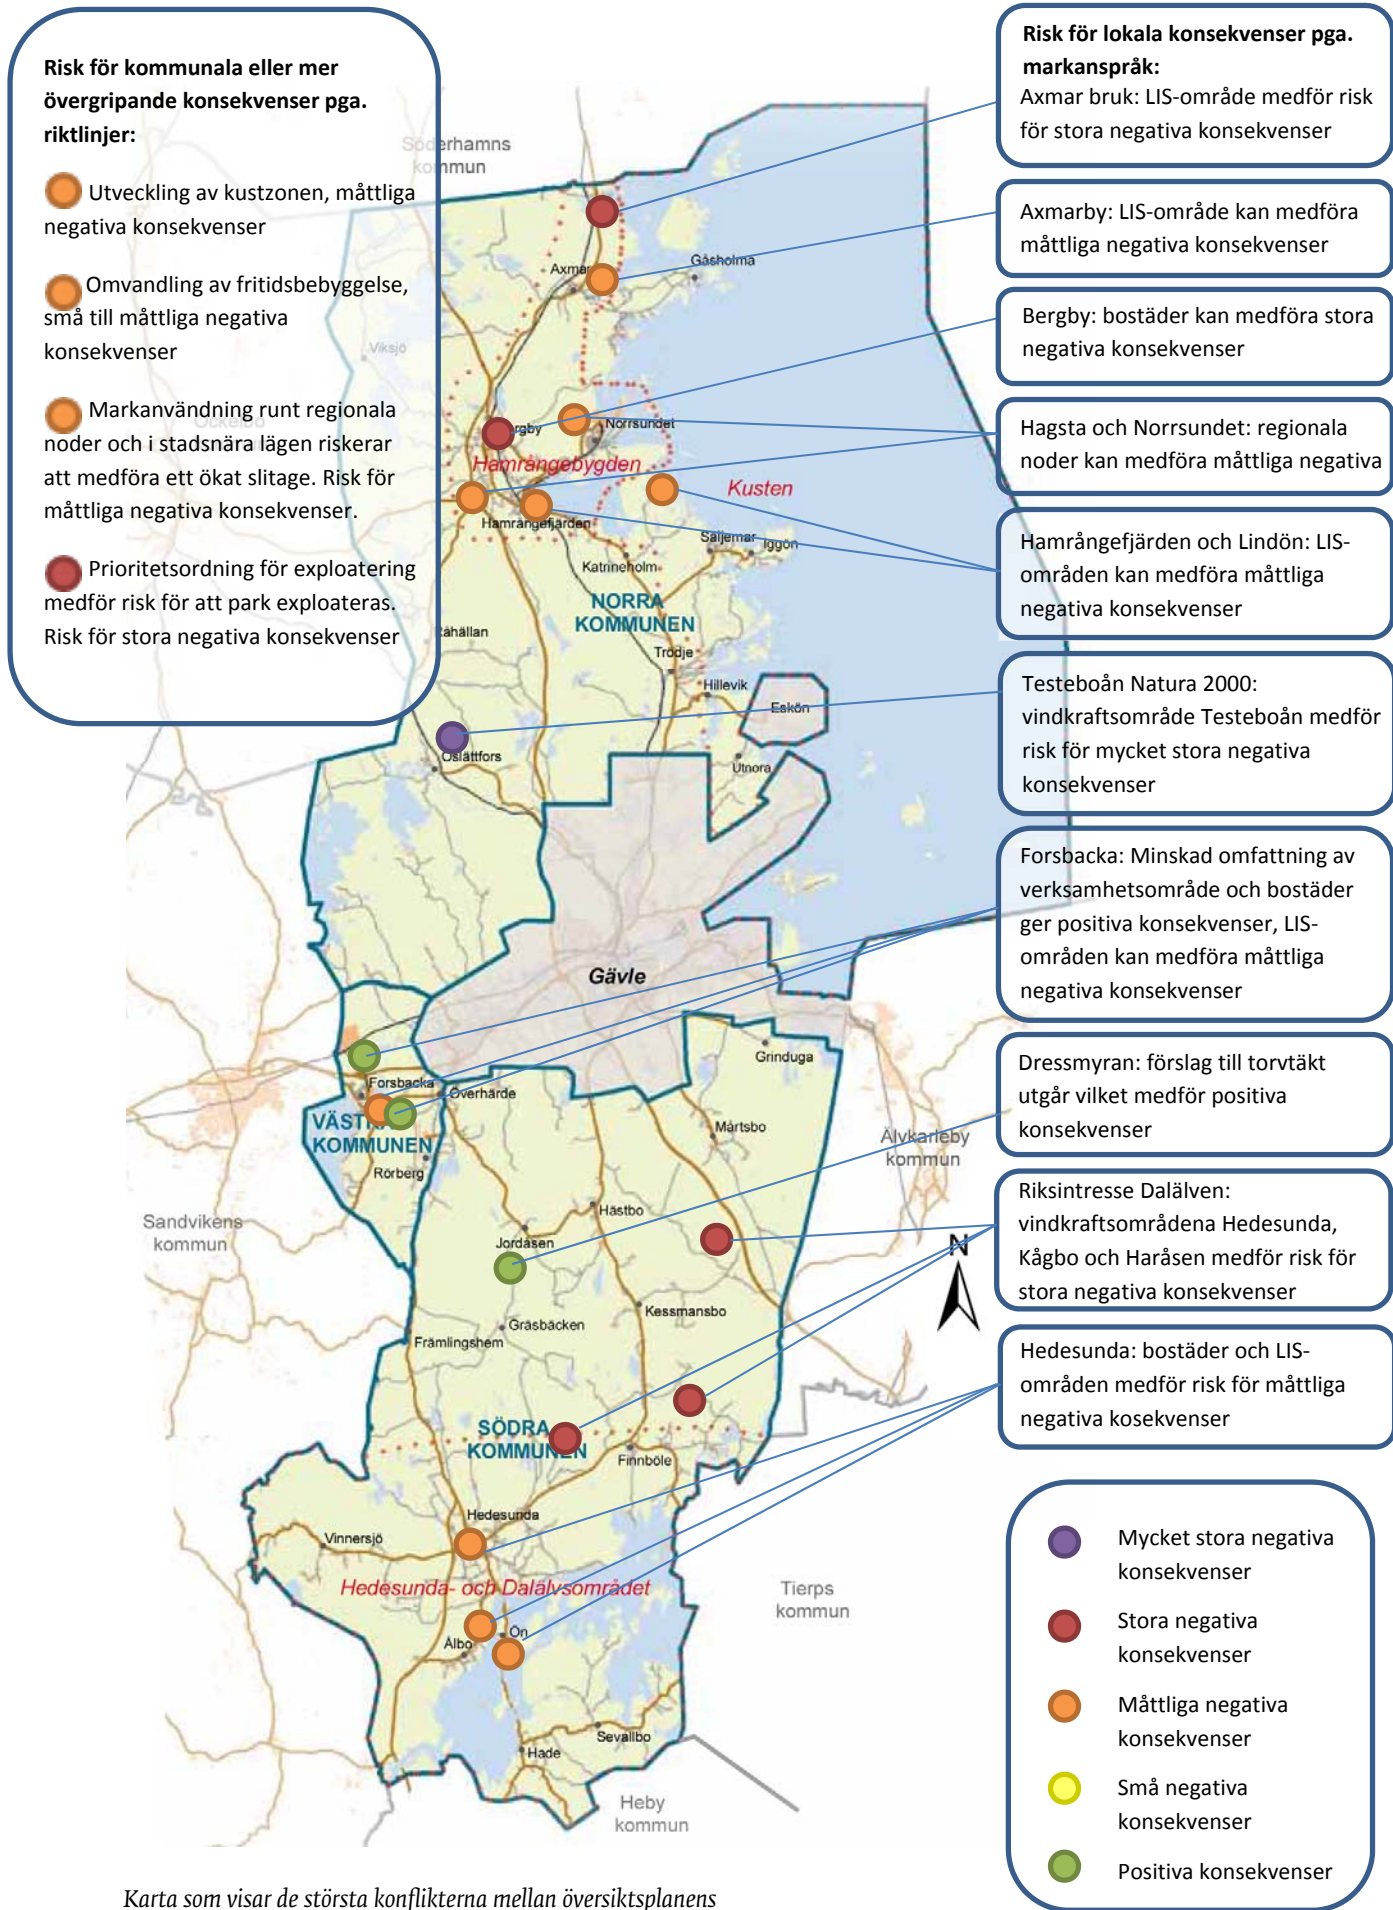 Risk för kommunala eller mer
övergripande konsekvenser pga.
riktlinjer:
Utveckling av kustzonen, måttliga
negativa konsekvenser
Omvandling av fritidsbebyggelse,
små till måttliga negativa
konsekvenser
Markanvändning runt regionala
noder och i stadsnära lägen riskerar
att medföra ett ökat slitage. Risk för
måttliga negativa konsekvenser.
Prioritetsordning för exploatering
medför risk för att park exploateras.
Risk för stora negativa konsekvenser
Risk för lokala konsekvenser pga.
markanspråk:
Axmar bruk: LIS-område medför risk
för stora negativa konsekvenser
Axmarby: LIS-område kan medföra
måttliga negativa konsekvenser
Bergby: bostäder kan medföra stora
negativa konsekvenser
Hagsta och Norrsundet: regionala
noder kan medföra måttliga negativa
Hamrångefjärden och Lindön: LIS-
områden kan medföra måttliga
negativa konsekvenser
Testeboån Natura 2000:
vindkraftsområde Testeboån medför
risk för mycket stora negativa
konsekvenser
Forsbacka: Minskad omfattning av
verksamhetsområde och bostäder
ger positiva konsekvenser, LIS-
områden kan medföra måttliga
negativa konsekvenser
Dressmyran: förslag till torvtäkt
utgår vilket medför positiva
konsekvenser
Riksintresse Dalälven:
vindkraftsområdena Hedesunda,
Kågbo och Haråsen medför risk för
stora negativa konsekvenser
Hedesunda: bostäder och LIS-
områden medför risk för måttliga
negativa kosekvenser
Söderhamns
kommun
Axmar
Gåsholma
Viksjö
Ockelbo
rgby
Norrsundet
Hamrångebygden
Kusten
Hamrångefjärden
Saljemar
Iggön
Katrineholm
NORRA
KOMMUNEN
Råhällan
Trödje
Hillevik
Eskön
Oslättfors
Utnora
Gävle
Grinduga
Forsbacka
Överhärde
VÄSTRA
KOMMUNEN
Mårtsbo
Älvkarleby
kommun
Rörberg
Sandvikens
kommun
Hästbo
Jordåsen
N
Kessmansbo
Gräsbäcken
Främlingshem
SÖDRA
KOMMUNEN
Finnböle
Hedesunda
Vinnersjö
Hedesunda- och Dalälvsområdet
Tierps
kommun
Ön
Ålbo
Sevallbo
Hade
Heby
kommun
Mycket stora negativa
konsekvenser
Stora negativa
konsekvenser
Måttliga negativa
konsekvenser
Små negativa
konsekvenser
Positiva konsekvenser
Karta som visar de största konflikterna mellan översiktsplanens